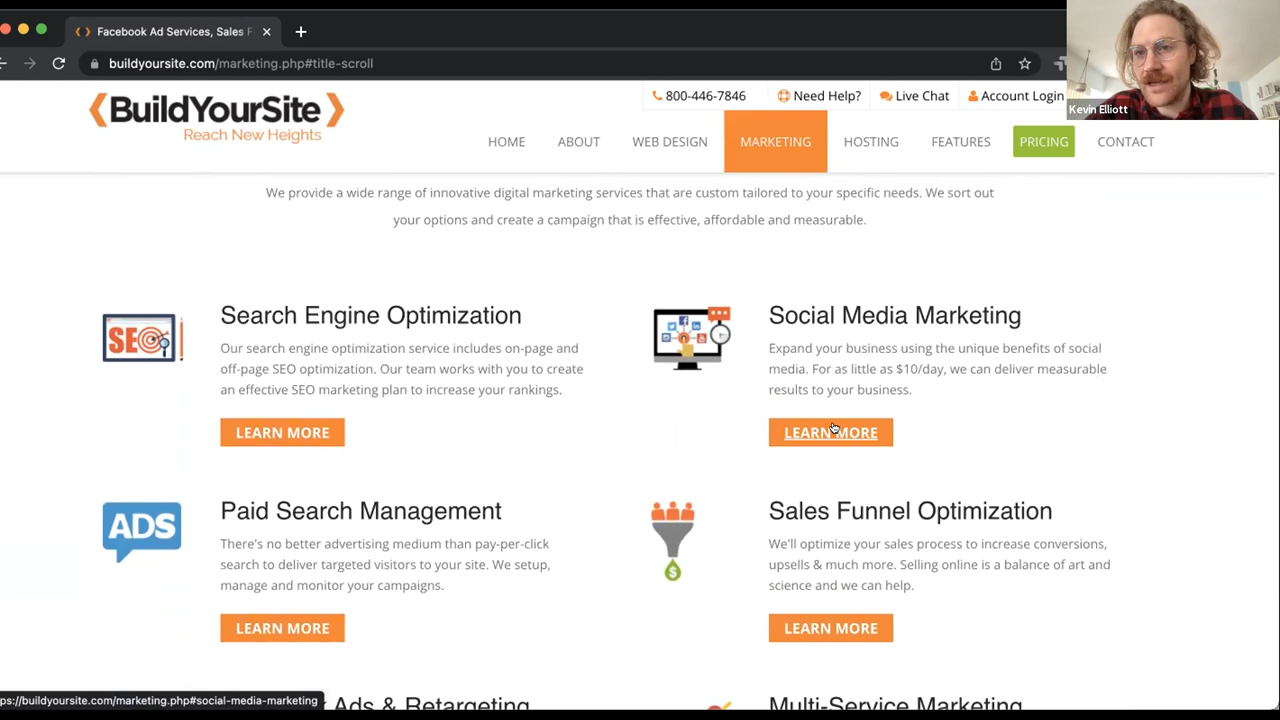 Facebook Ad Services, Sales F
buildyoursite.com/marketing.php#title-scroll
Kevin Elliott
BuildYourSite
Reach New Heights
800-446-7846
Need Help?
Live Chat
Account Login
HOME
ABOUT
WEB DESIGN
MARKETING
HOSTING
FEATURES
PRICING
CONTACT
We provide a wide range of innovative digital marketing services that are custom tailored to your specific needs. We sort out
your options and create a campaign that is effective, affordable and measurable.
SEO
Search Engine Optimization
Our search engine optimization service includes on-page and
off-page SEO optimization. Our team works with you to create
an effective SEO marketing plan to increase your rankings.
LEARN MORE
Social Media Marketing
Expand your business using the unique benefits of social
media. For as little as $10/day, we can deliver measurable
results to your business.
LEARN MORE
ADS
Paid Search Management
There's no better advertising medium than pay-per-click
search to deliver targeted visitors to your site. We setup,
manage and monitor your campaigns.
LEARN MORE
$
Sales Funnel Optimization
We'll optimize your sales process to increase conversions,
upsells & much more. Selling online is a balance of art and
science and we can help.
LEARN MORE
ps://buildyoursite.com/marketing.php#social-media-marketing
Ads & Retargeting
Multi-Service Marketing